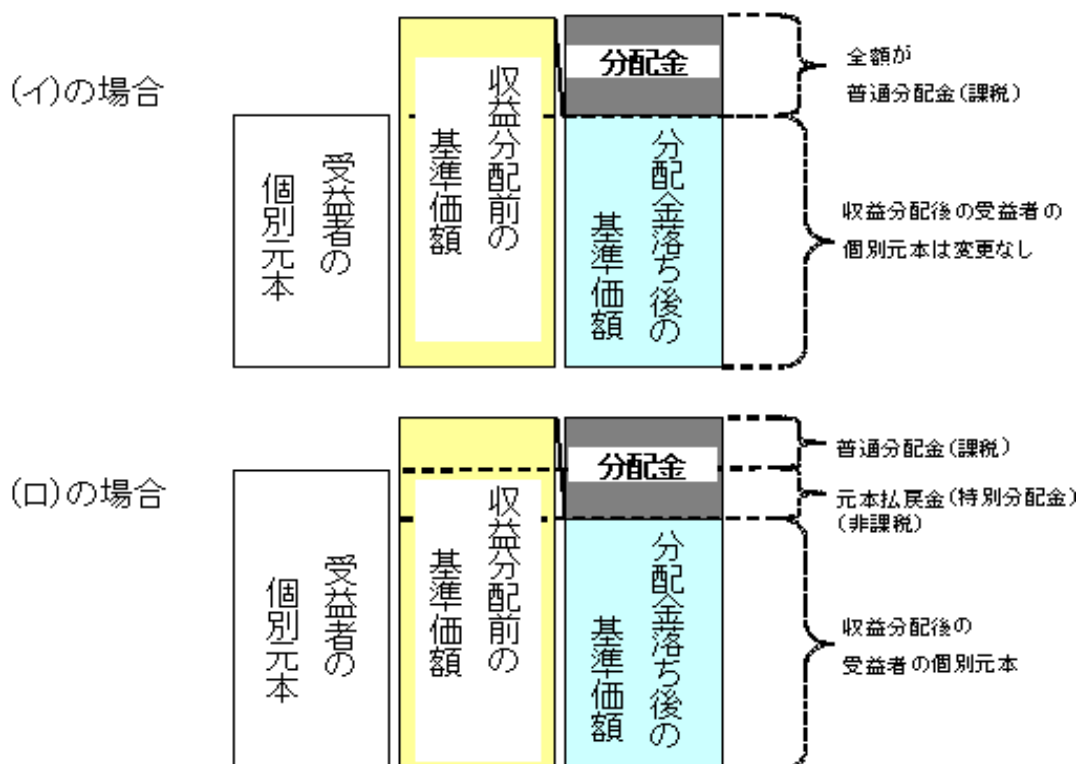 (イ)の場合
受益者の
個別元本
収益分配前の
基準価額
分配金
分配金落ち後の
基準価額
全額が
普通分配金(課税)
収益分配後の受益者の
個別元本は変更なし
(ロ)の場合
受益者の
個別元本
収益分配前の
基準価額
分配金
分配金落ち後の
基準価額
普通分配金(課税)
元本払戻金(特別分配金)
(非課税)
収益分配後の
受益者の個別元本